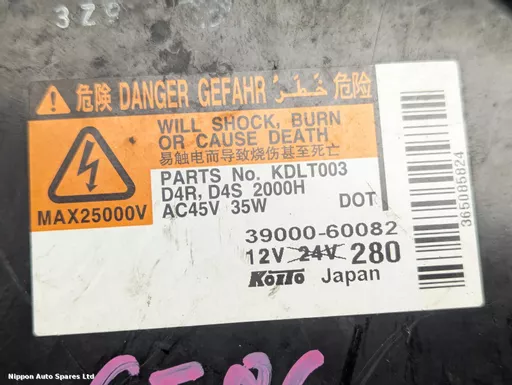 3Z9
危険 DANGER GEFAHR خطر 危险
WILL SHOCK, BURN
OR CAUSE DEATH
易触电而导致烧伤甚至死亡
MAX25000V
PARTS No. KDLT003
D4R, D4S 2000H
AC45V 35W DOT
365085824
39000-60082
12V 24V 280
KOITO Japan
Nippon Auto Spares Ltd